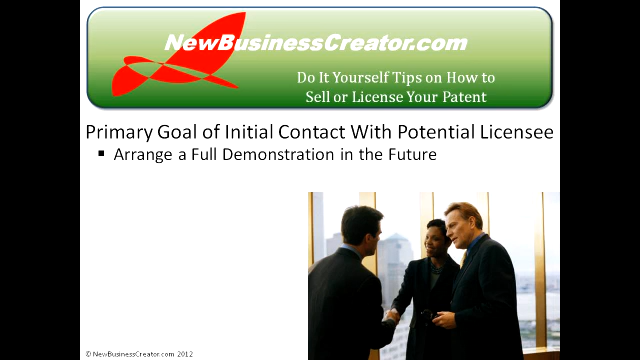 NewBusinessCreator.com
Do It Yourself Tips on How to
Sell or License Your Patent
Primary Goal of Initial Contact With Potential Licensee
▪ Arrange a Full Demonstration in the Future
© NewBusinessCreator.com 2012